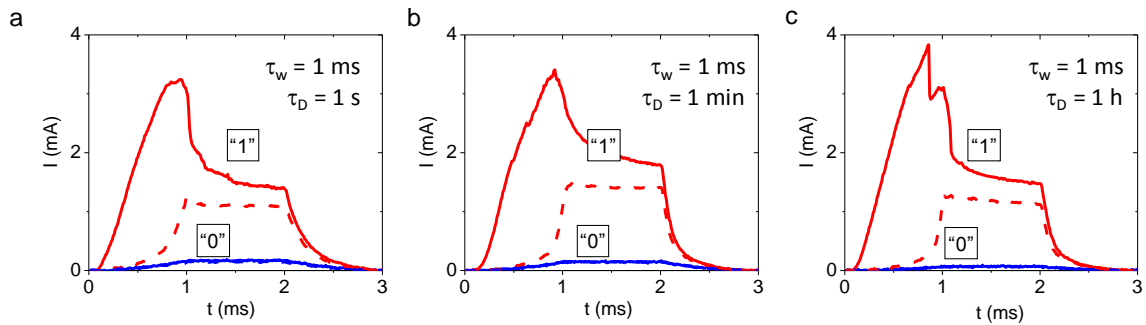 a
4
τw = 1 ms
τD = 1 s
I (mA)
2
"1"
"0"
0
0 1 2 3
t (ms)
b
4
τw = 1 ms
τD = 1 min
I (mA)
2
"1"
"0"
0
0 1 2 3
t (ms)
c
4
τw = 1 ms
τD = 1 h
I (mA)
2
"1"
"0"
0
0 1 2 3
t (ms)